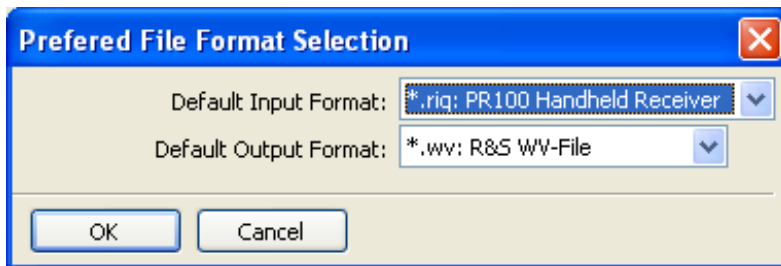 Prefered File Format Selection
Default Input Format: *.riq: PR100 Handheld Receiver
Default Output Format: *.wv: R&S WV-File
OK Cancel